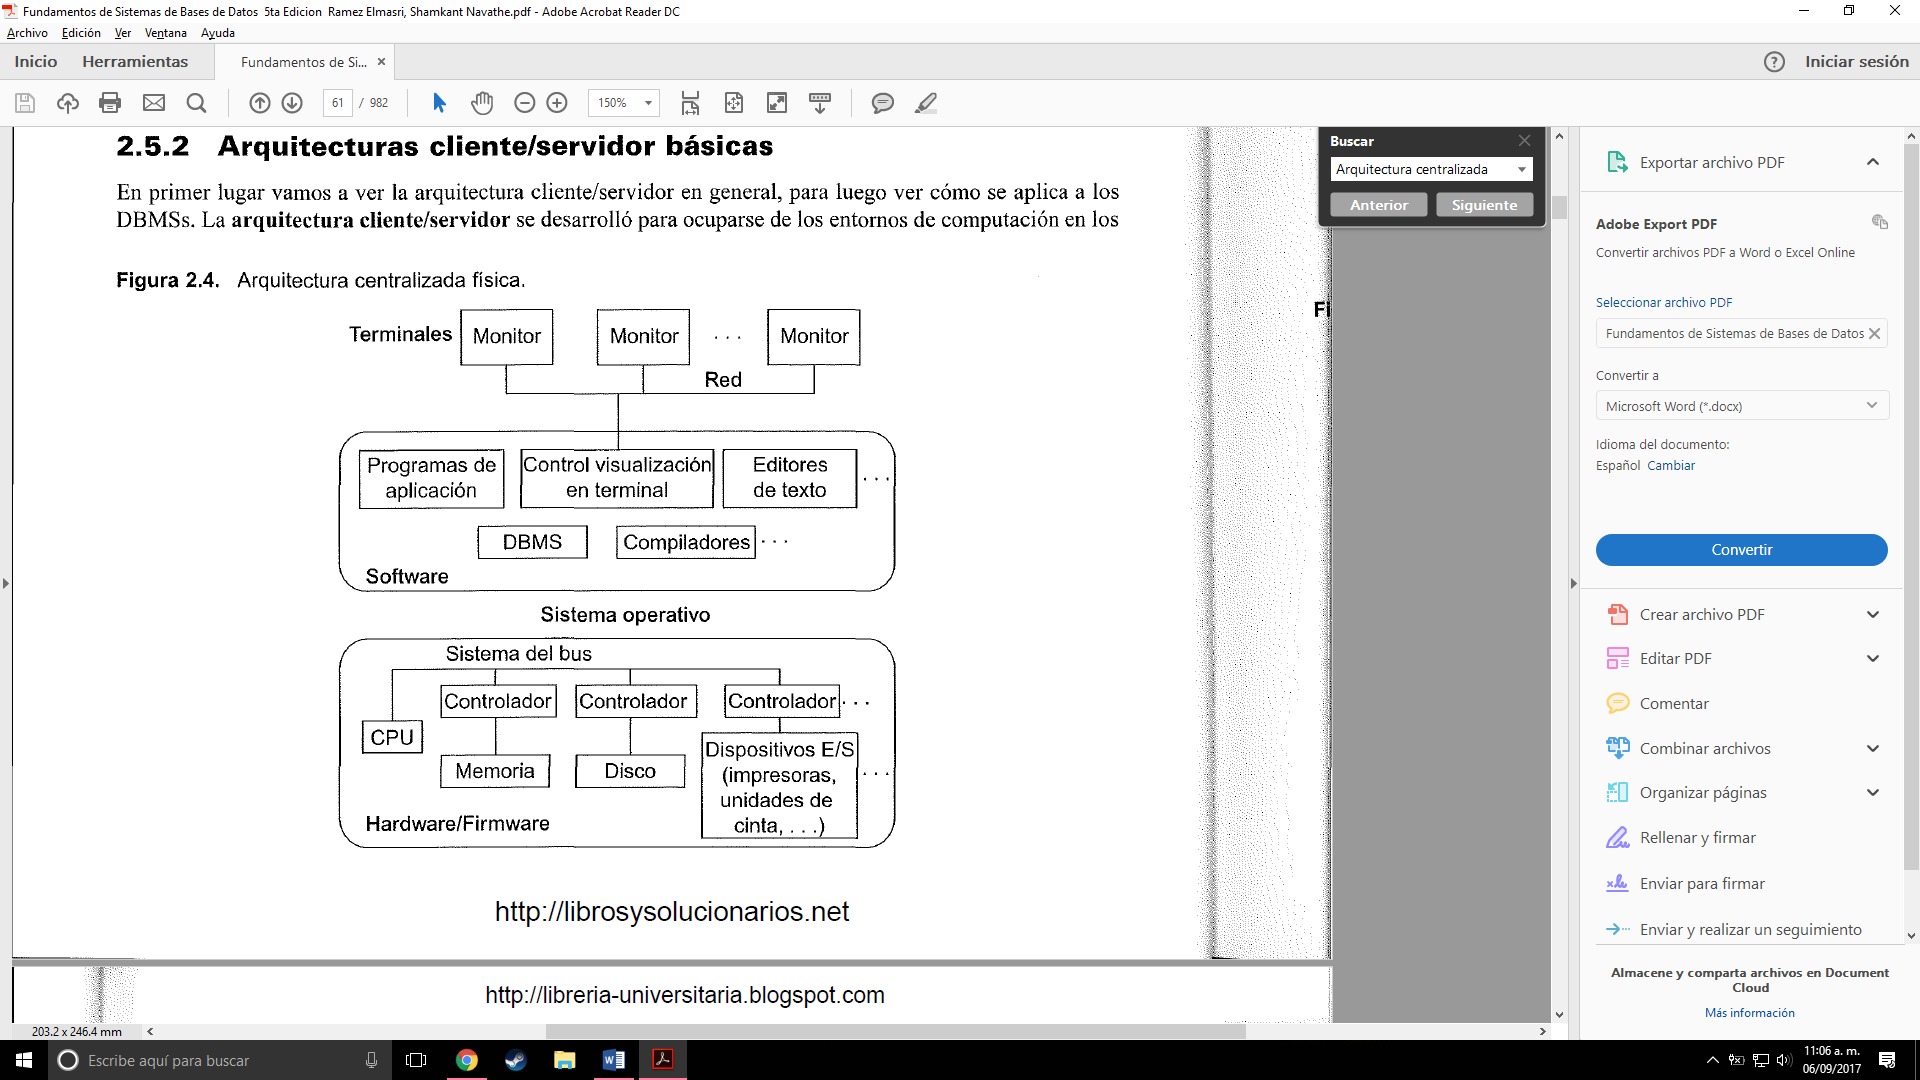 Fundamentos de Sistemas de Bases de Datos  5ta Edicion  Ramez Elmasri, Shamkant Navathe.pdf - Adobe Acrobat Reader DC
Archivo Edición Ver Ventana Ayuda
Inicio Herramientas Fundamentos de Si... × ? Iniciar sesión
61 / 982 150%
2.5.2 Arquitecturas cliente/servidor básicas
En primer lugar vamos a ver la arquitectura cliente/servidor en general, para luego ver cómo se aplica a los
DBMSs. La arquitectura cliente/servidor se desarrolló para ocuparse de los entornos de computación en los
Figura 2.4. Arquitectura centralizada física.
Terminales Monitor Monitor . . . Monitor
Red
Programas de
aplicación
Control visualización
en terminal
Editores
de texto
. . .
DBMS Compiladores . . .
Software
Sistema operativo
Sistema del bus
Controlador Controlador Controlador . . .
CPU
Memoria Disco
Dispositivos E/S
(impresoras,
unidades de
cinta, . . .)
. . .
Hardware/Firmware
http://librosysolucionarios.net
http://libreria-universitaria.blogspot.com
203.2 x 246.4 mm
Fi
Buscar
Arquitectura centralizada
Anterior Siguiente
Exportar archivo PDF
Adobe Export PDF
Convertir archivos PDF a Word o Excel Online
Seleccionar archivo PDF
Fundamentos de Sistemas de Bases de Datos
Convertir a
Microsoft Word (*.docx)
Idioma del documento:
Español Cambiar
Convertir
Crear archivo PDF
Editar PDF
Comentar
Combinar archivos
Organizar páginas
Rellenar y firmar
Enviar para firmar
Enviar y realizar un seguimiento
Almacene y comparta archivos en Document
Cloud
Más información
Escribe aquí para buscar
11:06 a. m.
06/09/2017